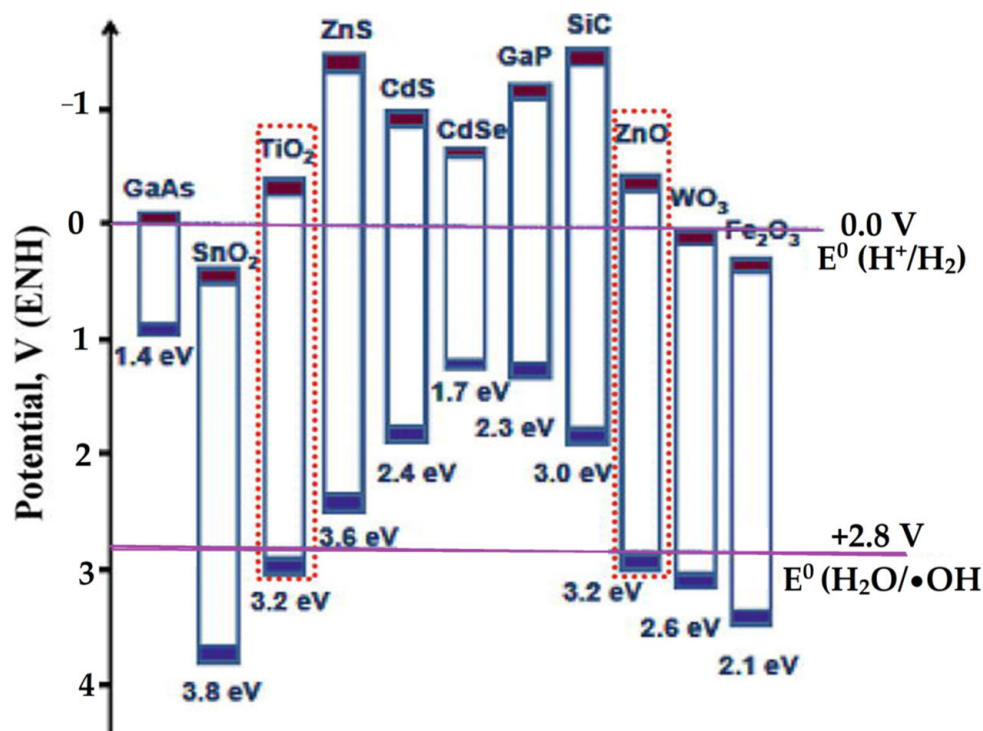 Potential, V (ENH)
−1
0
1
2
3
4
GaAs
1.4 eV
SnO₂
3.8 eV
TiO₂
3.2 eV
ZnS
3.6 eV
CdS
2.4 eV
CdSe
1.7 eV
GaP
2.3 eV
SiC
3.0 eV
ZnO
3.2 eV
WO₃
2.6 eV
Fe₂O₃
2.1 eV
0.0 V
E⁰ (H⁺/H₂)
+2.8 V
E⁰ (H₂O/•OH